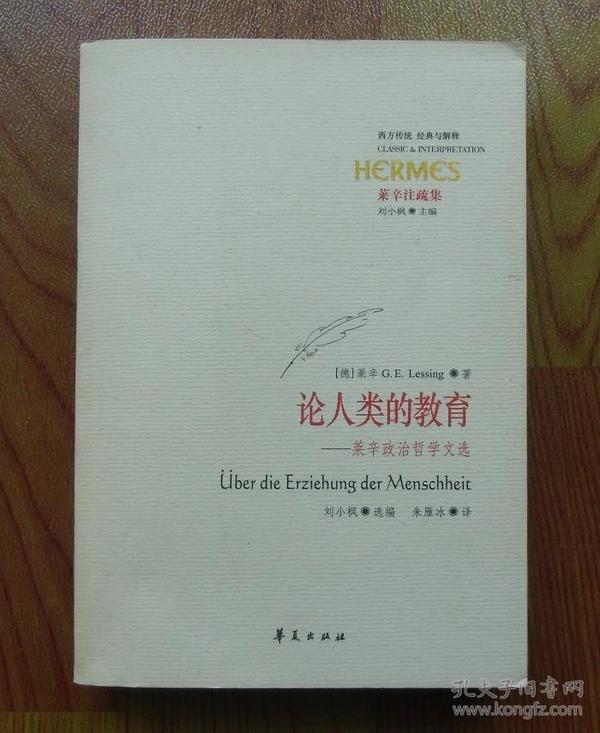 西方传统 经典与解释
CLASSIC & INTERPRETATION
HERMES
莱辛注疏集
刘小枫◉主编
[德]莱辛 G.E. Lessing◉著
论人类的教育
——莱辛政治哲学文选
Über die Erziehung der Menschheit
刘小枫◉选编 朱雁冰◉译
华夏出版社
孔夫子旧书网
www.kongfz.com